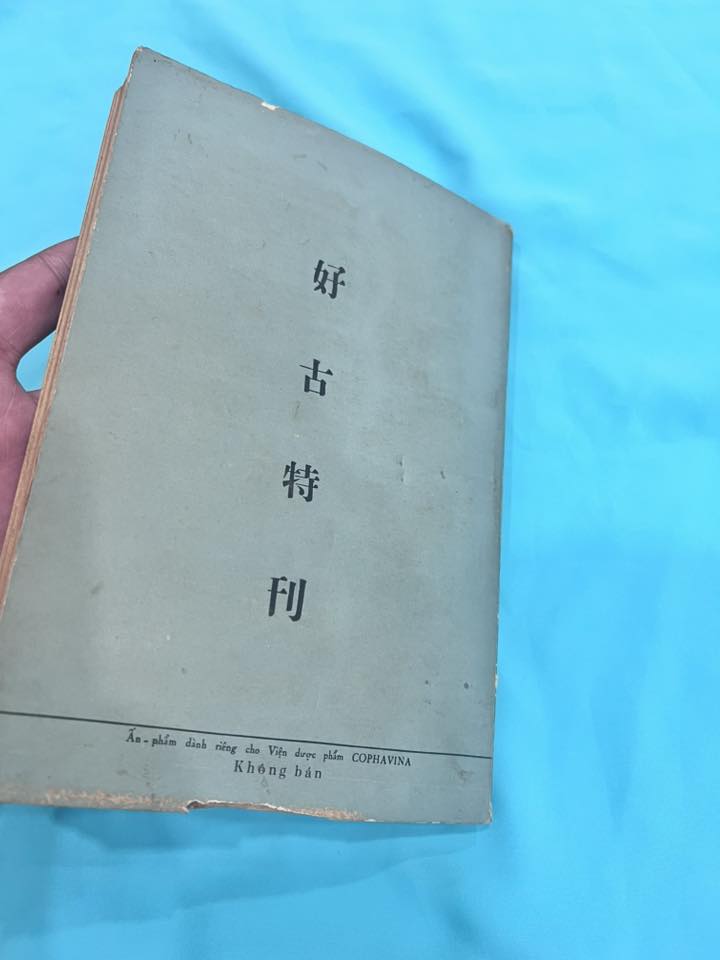 好古特刊
Ấn-phẩm dành riêng cho Viện dược phẩm COPHAVINA
Không bán